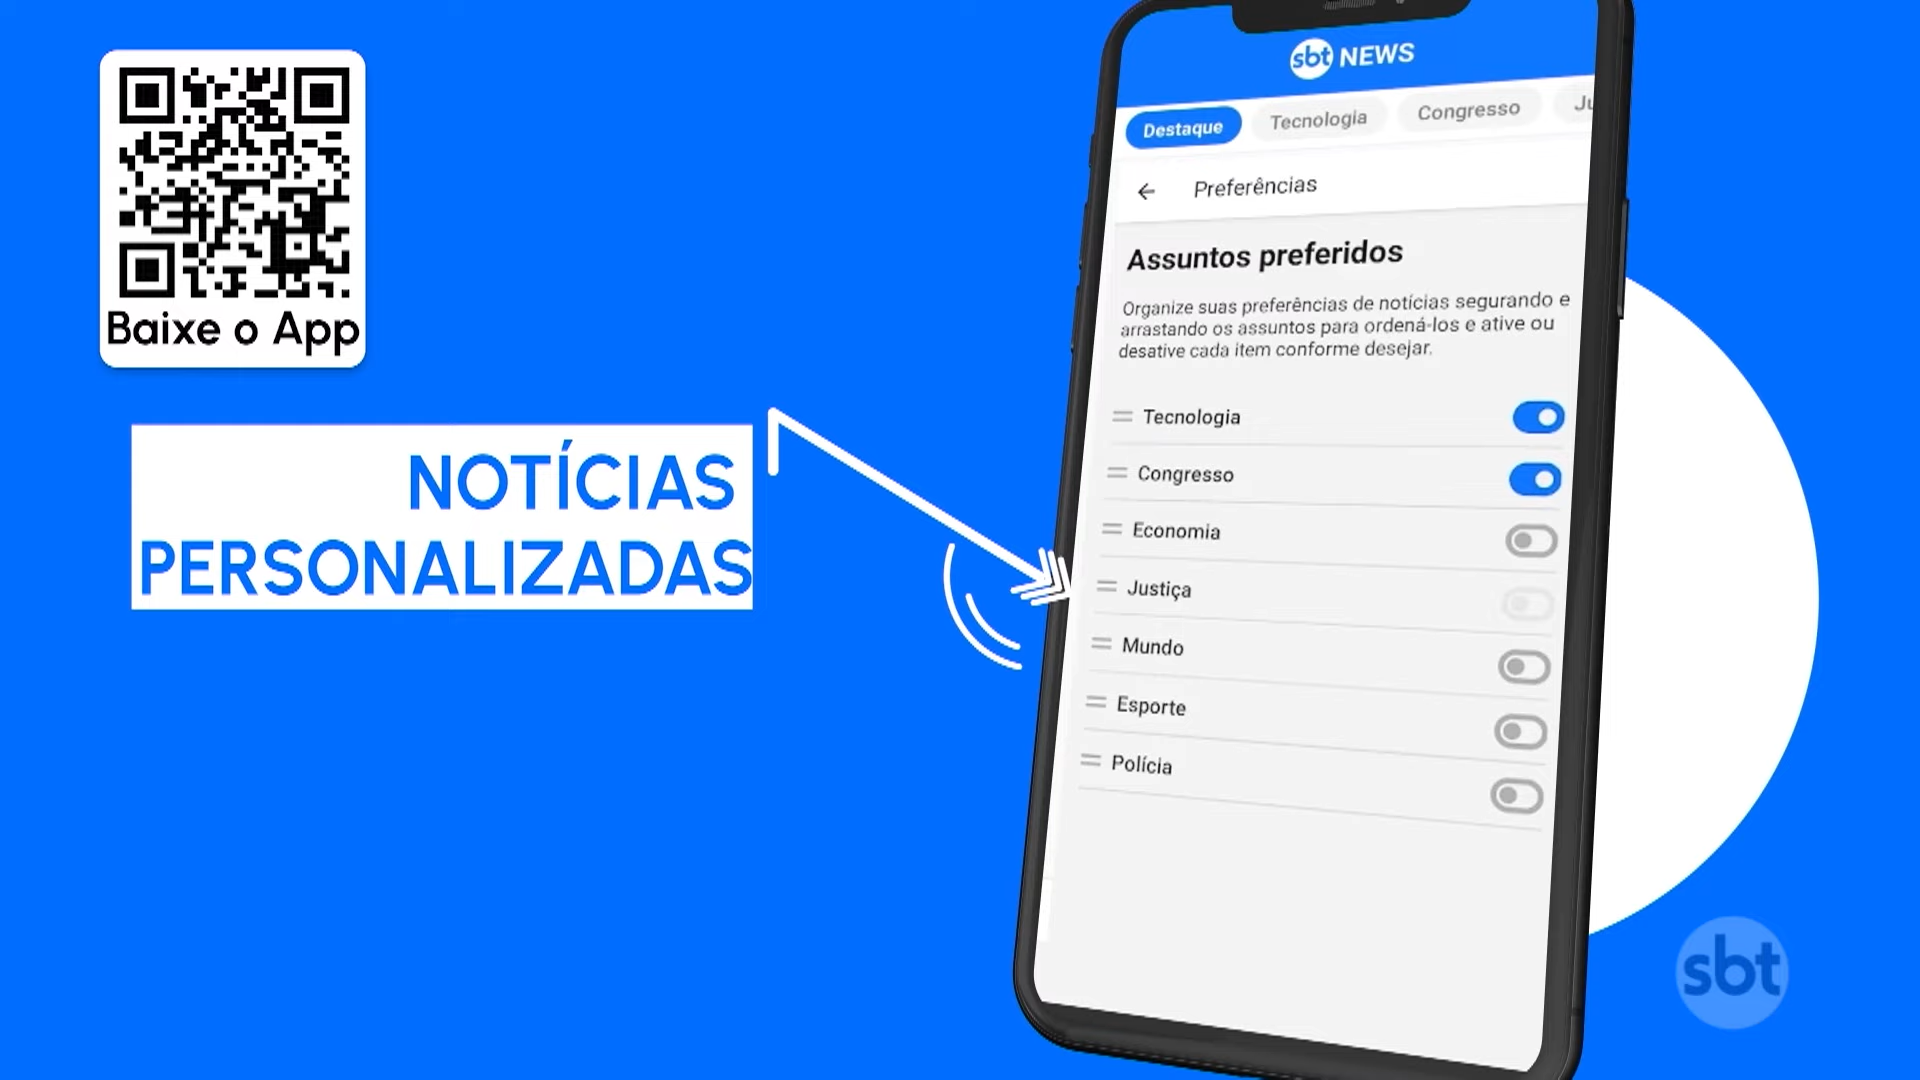 Baixe o App
NOTÍCIAS
PERSONALIZADAS
sbt NEWS
Destaque
Tecnologia
Congresso
Ju
Preferências
Assuntos preferidos
Organize suas preferências de notícias segurando e
arrastando os assuntos para ordená-los e ative ou
desative cada item conforme desejar.
Tecnologia
Congresso
Economia
Justiça
Mundo
Esporte
Polícia
sbt